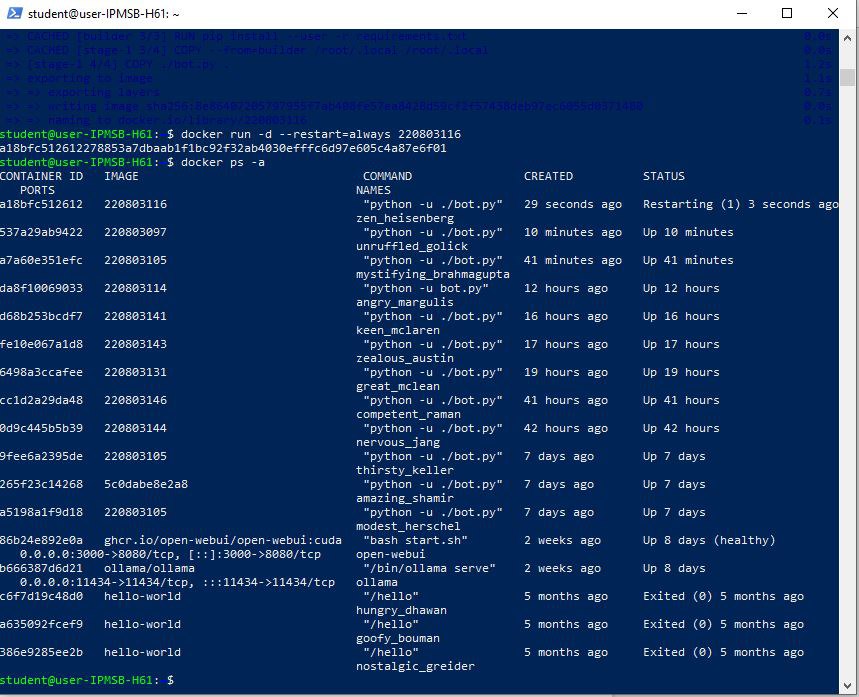 student@user-IPMSB-H61: ~
=> CACHED [builder 3/3] RUN pip install --user -r requirements.txt 0.0s
=> CACHED [stage-1 3/4] COPY --from=builder /root/.local /root/.local 0.0s
=> [stage-1 4/4] COPY ./bot.py . 1.2s
=> exporting to image 1.1s
=> => exporting layers 0.7s
=> => writing image 0.0s
=> => naming to docker.io/library/220803116 0.3s
student@user-IPMSB-H61:~$ docker run -d --restart=always 220803116
a18bfc512612278853a7dbaab1f1bc92f32ab4030efffc6d97e605c4a87e6f01
student@user-IPMSB-H61:~$ docker ps -a
CONTAINER ID IMAGE COMMAND CREATED STATUS
PORTS NAMES
a18bfc512612 220803116 "python -u ./bot.py" 29 seconds ago Restarting (1) 3 seconds ago
zen_heisenberg
537a29ab9422 220803097 "python -u ./bot.py" 10 minutes ago Up 10 minutes
unruffled_golick
a7a60e351efc 220803105 "python -u ./bot.py" 41 minutes ago Up 41 minutes
mystifying_brahmagupta
da8f10069033 220803114 "python -u bot.py" 12 hours ago Up 12 hours
angry_margulis
d68b253bcdf7 220803141 "python -u ./bot.py" 16 hours ago Up 16 hours
keen_mclaren
fe10e067a1d8 220803143 "python -u ./bot.py" 17 hours ago Up 17 hours
zealous_austin
6498a3ccafee 220803131 "python -u ./bot.py" 19 hours ago Up 19 hours
great_mclean
cc1d2a29da48 220803146 "python -u ./bot.py" 41 hours ago Up 41 hours
competent_raman
0d9c445b5b39 220803144 "python -u ./bot.py" 42 hours ago Up 42 hours
nervous_jang
9fee6a2395de 220803105 "python -u ./bot.py" 7 days ago Up 7 days
thirsty_keller
265f23c14268 5c0dabe8e2a8 "python -u ./bot.py" 7 days ago Up 7 days
amazing_shamir
a5198a1f9d18 220803105 "python -u ./bot.py" 7 days ago Up 7 days
modest_herschel
86b24e892e0a ghcr.io/open-webui/open-webui:cuda "bash start.sh" 2 weeks ago Up 8 days (healthy)
0.0.0.0:3000->8080/tcp, [::]:3000->8080/tcp open-webui
b666387d6d21 ollama/ollama "/bin/ollama serve" 2 weeks ago Up 8 days
0.0.0.0:11434->11434/tcp, :::11434->11434/tcp ollama
c6f7d19c48d0 hello-world "/hello" 5 months ago Exited (0) 5 months ago
hungry_dhawan
a635092fcef9 hello-world "/hello" 5 months ago Exited (0) 5 months ago
goofy_bouman
386e9285ee2b hello-world "/hello" 5 months ago Exited (0) 5 months ago
nostalgic_greider
student@user-IPMSB-H61:~$